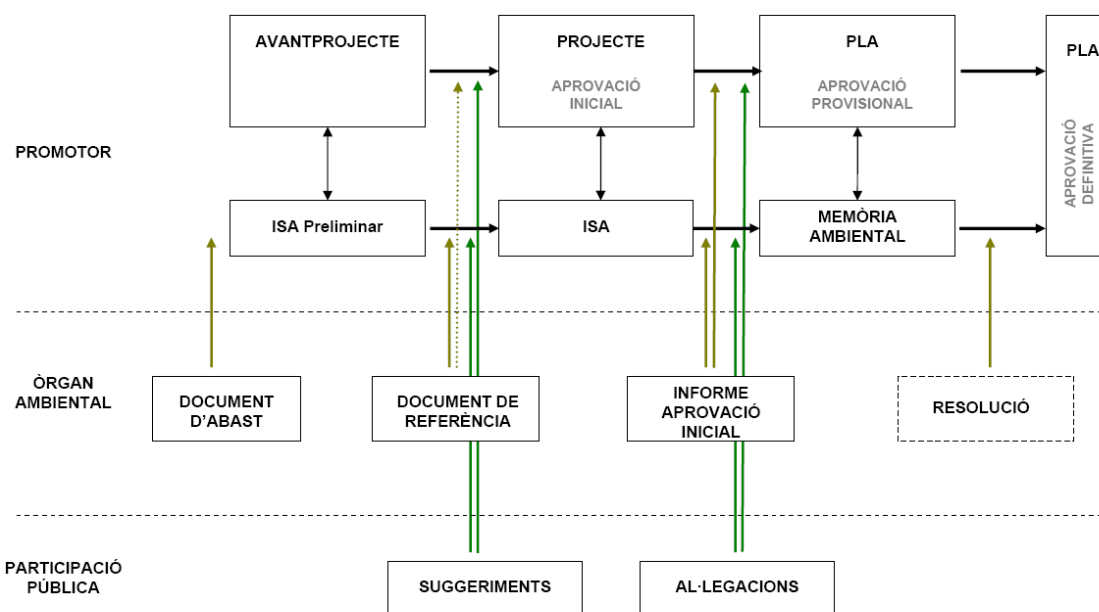 AVANTPROJECTE
PROJECTE
APROVACIÓ
INICIAL
PLA
APROVACIÓ
PROVISIONAL
PLA
APROVACIÓ
DEFINITIVA
PROMOTOR
ISA Preliminar
ISA
MEMÒRIA
AMBIENTAL
ÒRGAN
AMBIENTAL
DOCUMENT
D'ABAST
DOCUMENT DE
REFERÈNCIA
INFORME
APROVACIÓ
INICIAL
RESOLUCIÓ
PARTICIPACIÓ
PÚBLICA
SUGGERIMENTS
AL·LEGACIONS